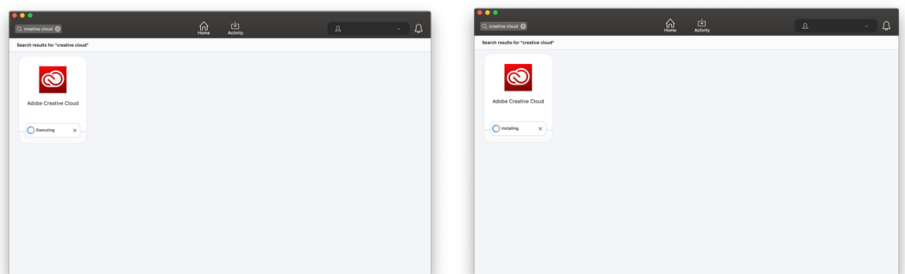 creative cloud
Home
Activity
Search results for "creative cloud"
Adobe Creative Cloud
Executing
creative cloud
Home
Activity
Search results for "creative cloud"
Adobe Creative Cloud
Installing